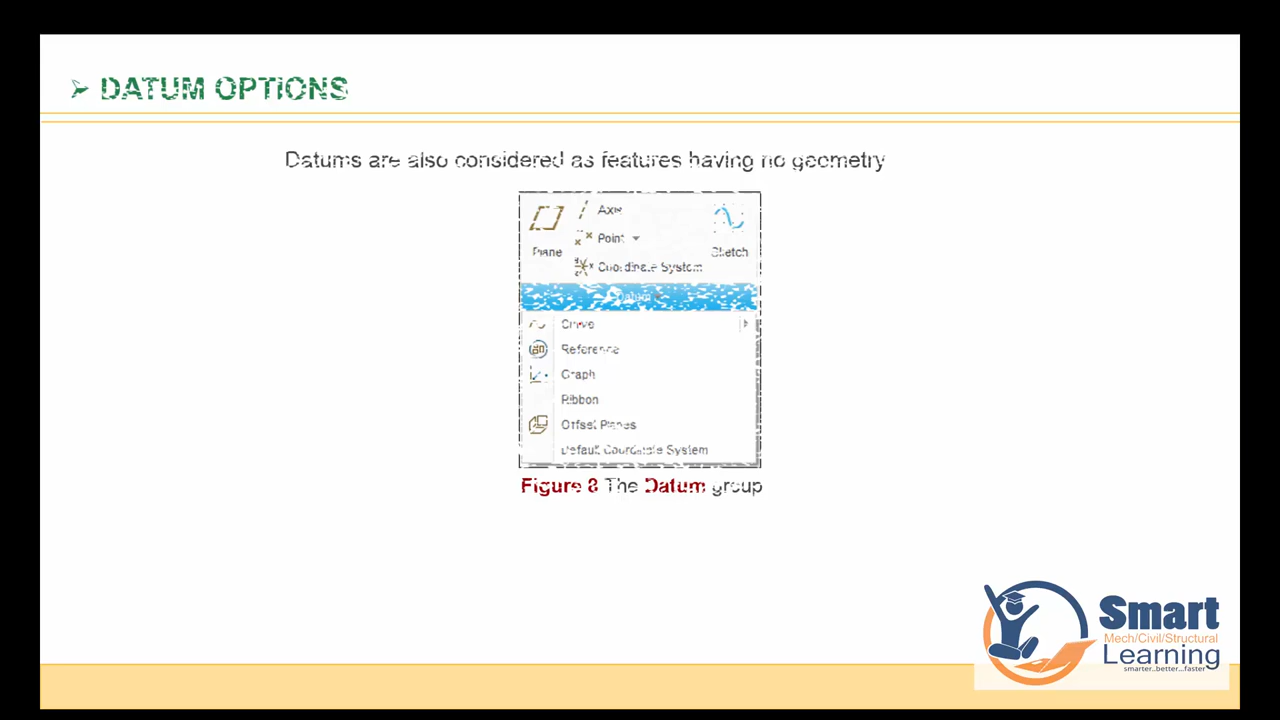 DATUM OPTIONS
Datums are also considered as features having no geometry
Axis
Point
Plane
Sketch
Coordinate System
Datum
Curve
Reference
Graph
Ribbon
Offset Planes
Default Coordinate System
Figure 8 The Datum group
Smart
Mech/Civil/Structural
Learning
smarter..better...faster